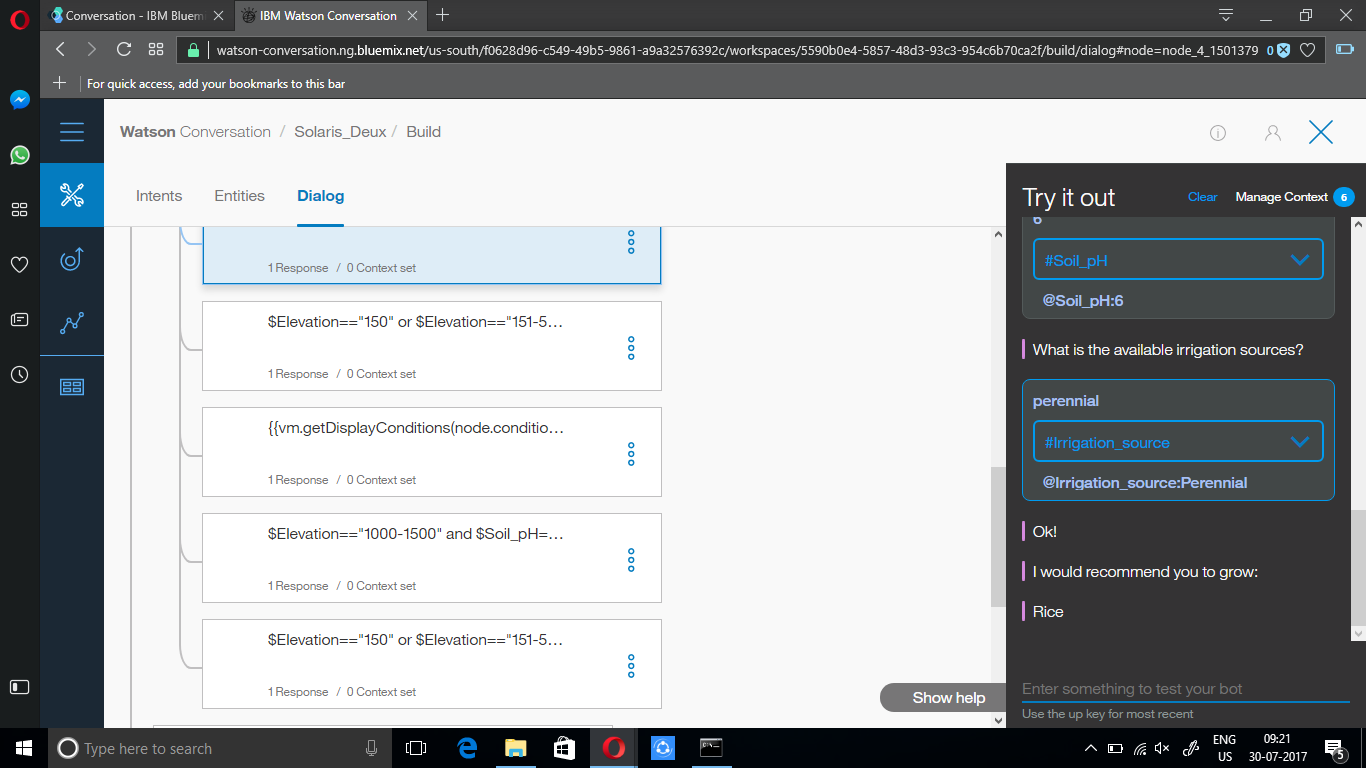 Conversation - IBM Bluem
IBM Watson Conversation
watson-conversation.ng.bluemix.net/us-south/f0628d96-c549-49b5-9861-a9a32576392c/workspaces/5590b0e4-5857-48d3-93c3-954c6b70ca2f/build/dialog#node=node_4_1501379
0
For quick access, add your bookmarks to this bar
Watson Conversation / Solaris_Deux / Build
Intents Entities Dialog
1 Response / 0 Context set
$Elevation=="150" or $Elevation=="151-5...
1 Response / 0 Context set
{{vm.getDisplayConditions(node.conditio...
1 Response / 0 Context set
$Elevation=="1000-1500" and $Soil_pH=...
1 Response / 0 Context set
$Elevation=="150" or $Elevation=="151-5...
1 Response / 0 Context set
Show help
Try it out
Clear
Manage Context 6
6
#Soil_pH
@Soil_pH:6
What is the available irrigation sources?
perennial
#Irrigation_source
@Irrigation_source:Perennial
Ok!
I would recommend you to grow:
Rice
Enter something to test your bot
Use the up key for most recent
Type here to search
ENG
US
09:21
30-07-2017
5